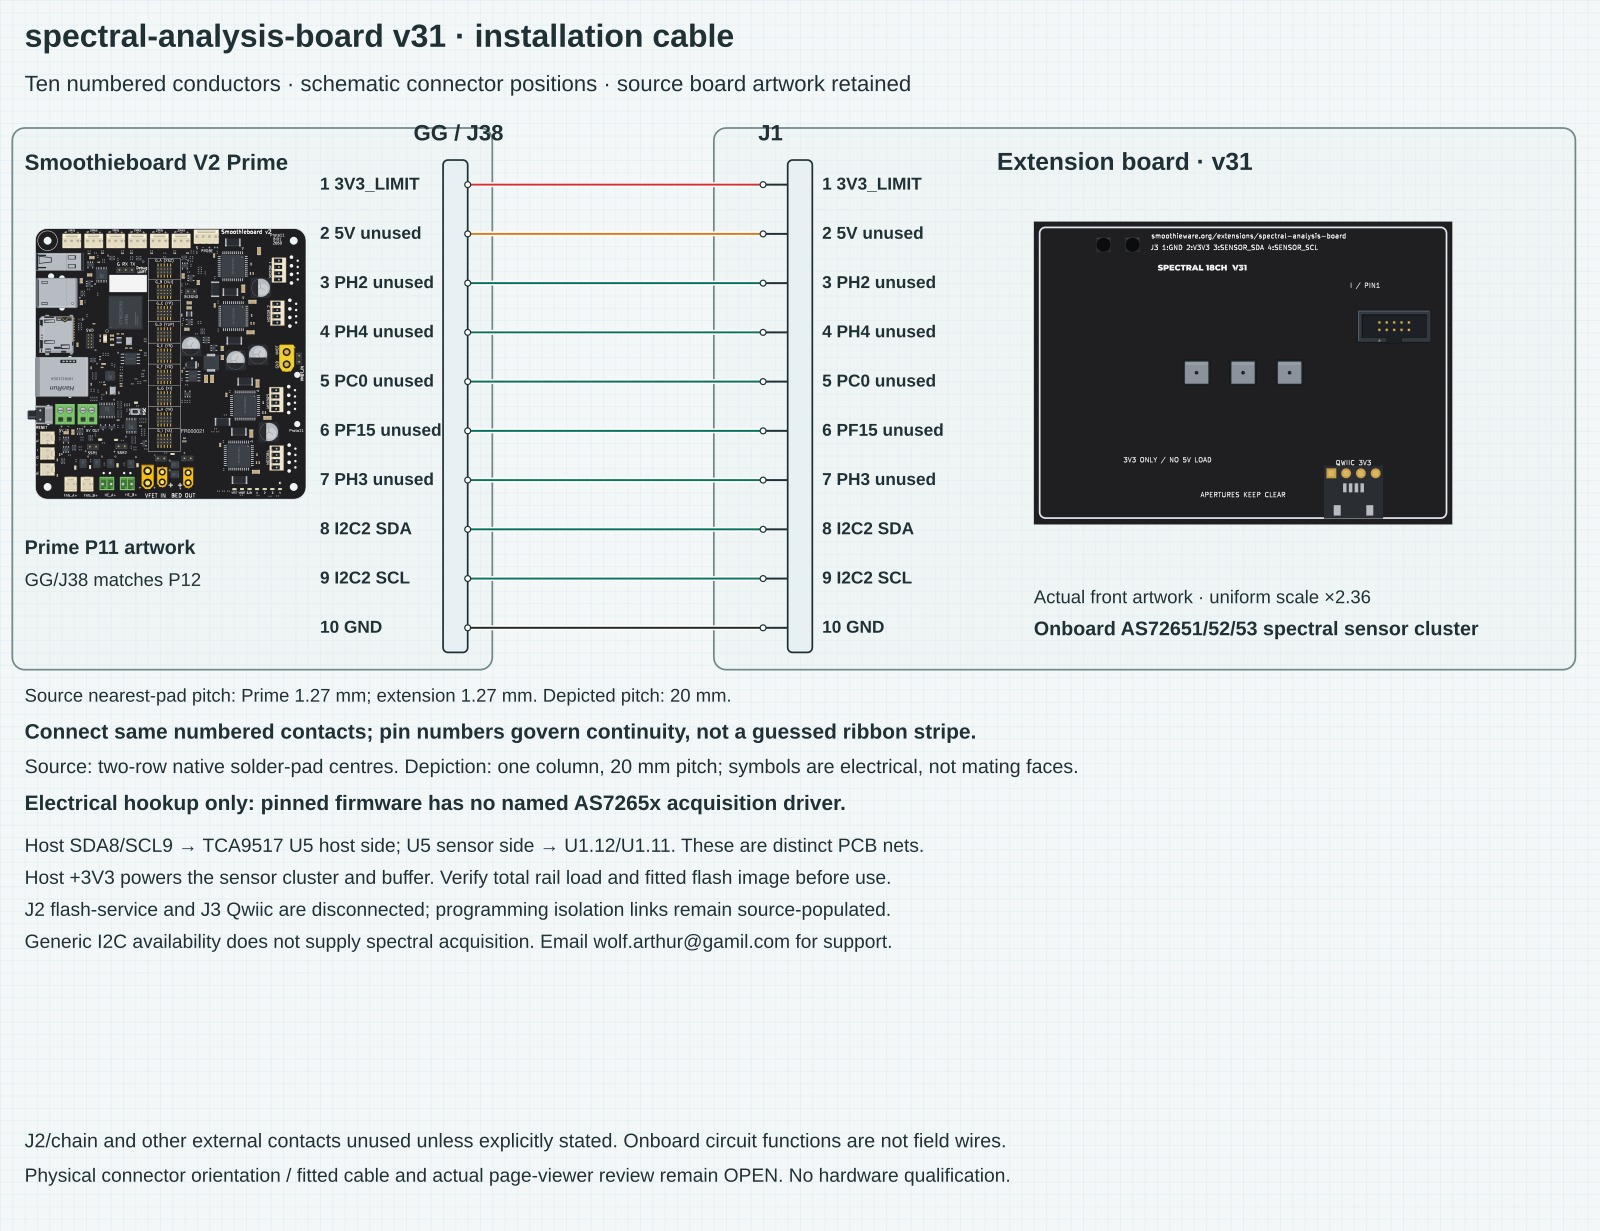 spectral-analysis-board v31 · installation cable
Ten numbered conductors · schematic connector positions · source board artwork retained
GG / J38
J1
Smoothieboard V2 Prime
Extension board · v31
1 3V3_LIMIT
2 5V unused
3 PH2 unused
4 PH4 unused
5 PC0 unused
6 PF15 unused
7 PH3 unused
8 I2C2 SDA
9 I2C2 SCL
10 GND
1 3V3_LIMIT
2 5V unused
3 PH2 unused
4 PH4 unused
5 PC0 unused
6 PF15 unused
7 PH3 unused
8 I2C2 SDA
9 I2C2 SCL
10 GND
Smoothieboard v2
VFET IN BED OUT
smoothieware.org/extensions/spectral-analysis-board
J3 1:GND 2:V3V3 3:SENSOR_SDA 4:SENSOR_SCL
SPECTRAL 18CH V31
1 / PIN1
3V3 ONLY / NO 5V LOAD
QWIIC 3V3
APERTURES KEEP CLEAR
Prime P11 artwork
GG/J38 matches P12
Actual front artwork · uniform scale ×2.36
Onboard AS72651/52/53 spectral sensor cluster
Source nearest-pad pitch: Prime 1.27 mm; extension 1.27 mm. Depicted pitch: 20 mm.
Connect same numbered contacts; pin numbers govern continuity, not a guessed ribbon stripe.
Source: two-row native solder-pad centres. Depiction: one column, 20 mm pitch; symbols are electrical, not mating faces.
Electrical hookup only: pinned firmware has no named AS7265x acquisition driver.
Host SDA8/SCL9 → TCA9517 U5 host side; U5 sensor side → U1.12/U1.11. These are distinct PCB nets.
Host +3V3 powers the sensor cluster and buffer. Verify total rail load and fitted flash image before use.
J2 flash-service and J3 Qwiic are disconnected; programming isolation links remain source-populated.
Generic I2C availability does not supply spectral acquisition. Email wolf.arthur@gamil.com for support.
J2/chain and other external contacts unused unless explicitly stated. Onboard circuit functions are not field wires.
Physical connector orientation / fitted cable and actual page-viewer review remain OPEN. No hardware qualification.